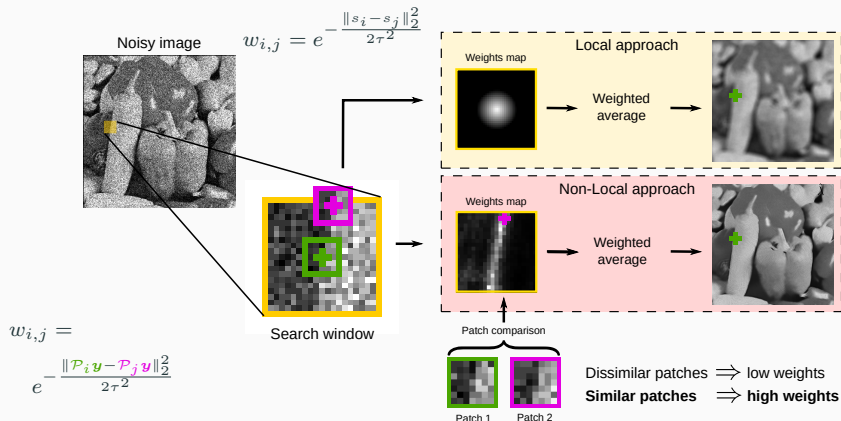 Noisy image
w_{i,j} = e^{-\frac{\|s_i - s_j\|_2^2}{2\tau^2}}
Local approach
Weights map
Weighted
average
Non-Local approach
Weights map
Weighted
average
Search window
w_{i,j} =
e^{-\frac{\|\mathcal{P}_i y - \mathcal{P}_j y\|_2^2}{2\tau^2}}
Patch comparison
Patch 1
Patch 2
Dissimilar patches ⟹ low weights
Similar patches ⟹ high weights